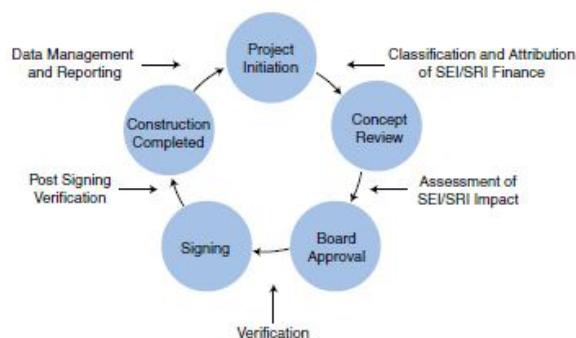 Data Management
and Reporting
Project
Initiation
Classification and Attribution
of SEI/SRI Finance
Construction
Completed
Concept
Review
Post Signing
Verification
Assessment of
SEI/SRI Impact
Signing
Board
Approval
Verification